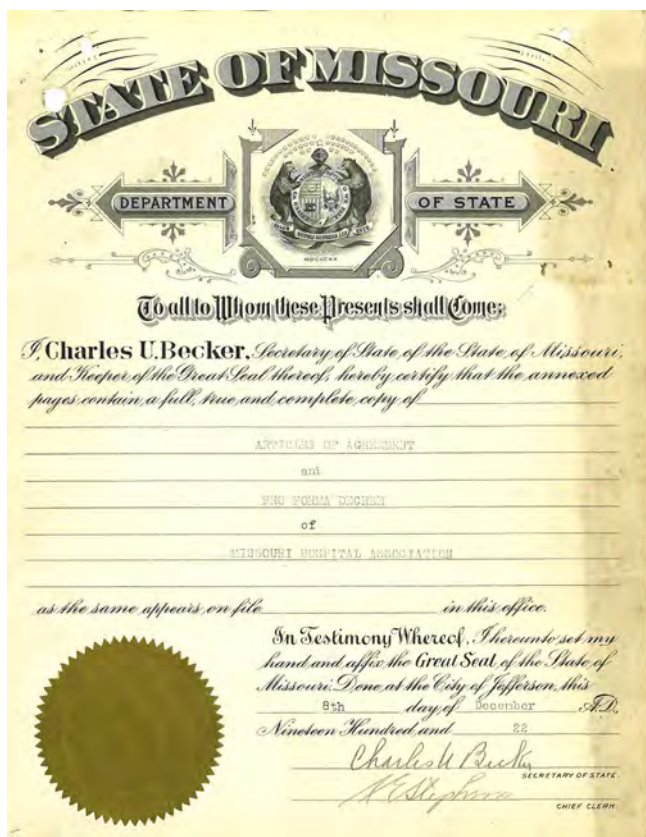 STATE OF MISSOURI
DEPARTMENT OF STATE
MDCCCXX
To all to Whom these Presents shall Come:
I, Charles U. Becker, Secretary of State of the State of Missouri,
and Keeper of the Great Seal thereof, hereby certify that the annexed
pages contain a full, true and complete copy of
ARTICLES OF AGREEMENT
and
PRO FORMA DECREE
of
MISSOURI HOSPITAL ASSOCIATION
as the same appears on file in this office.
In Testimony Whereof, I hereunto set my
hand and affix the Great Seal of the State of
Missouri. Done at the City of Jefferson, this
8th day of December A.D.
Nineteen Hundred and 22
Charles U Becker
SECRETARY OF STATE.
CHIEF CLERK.